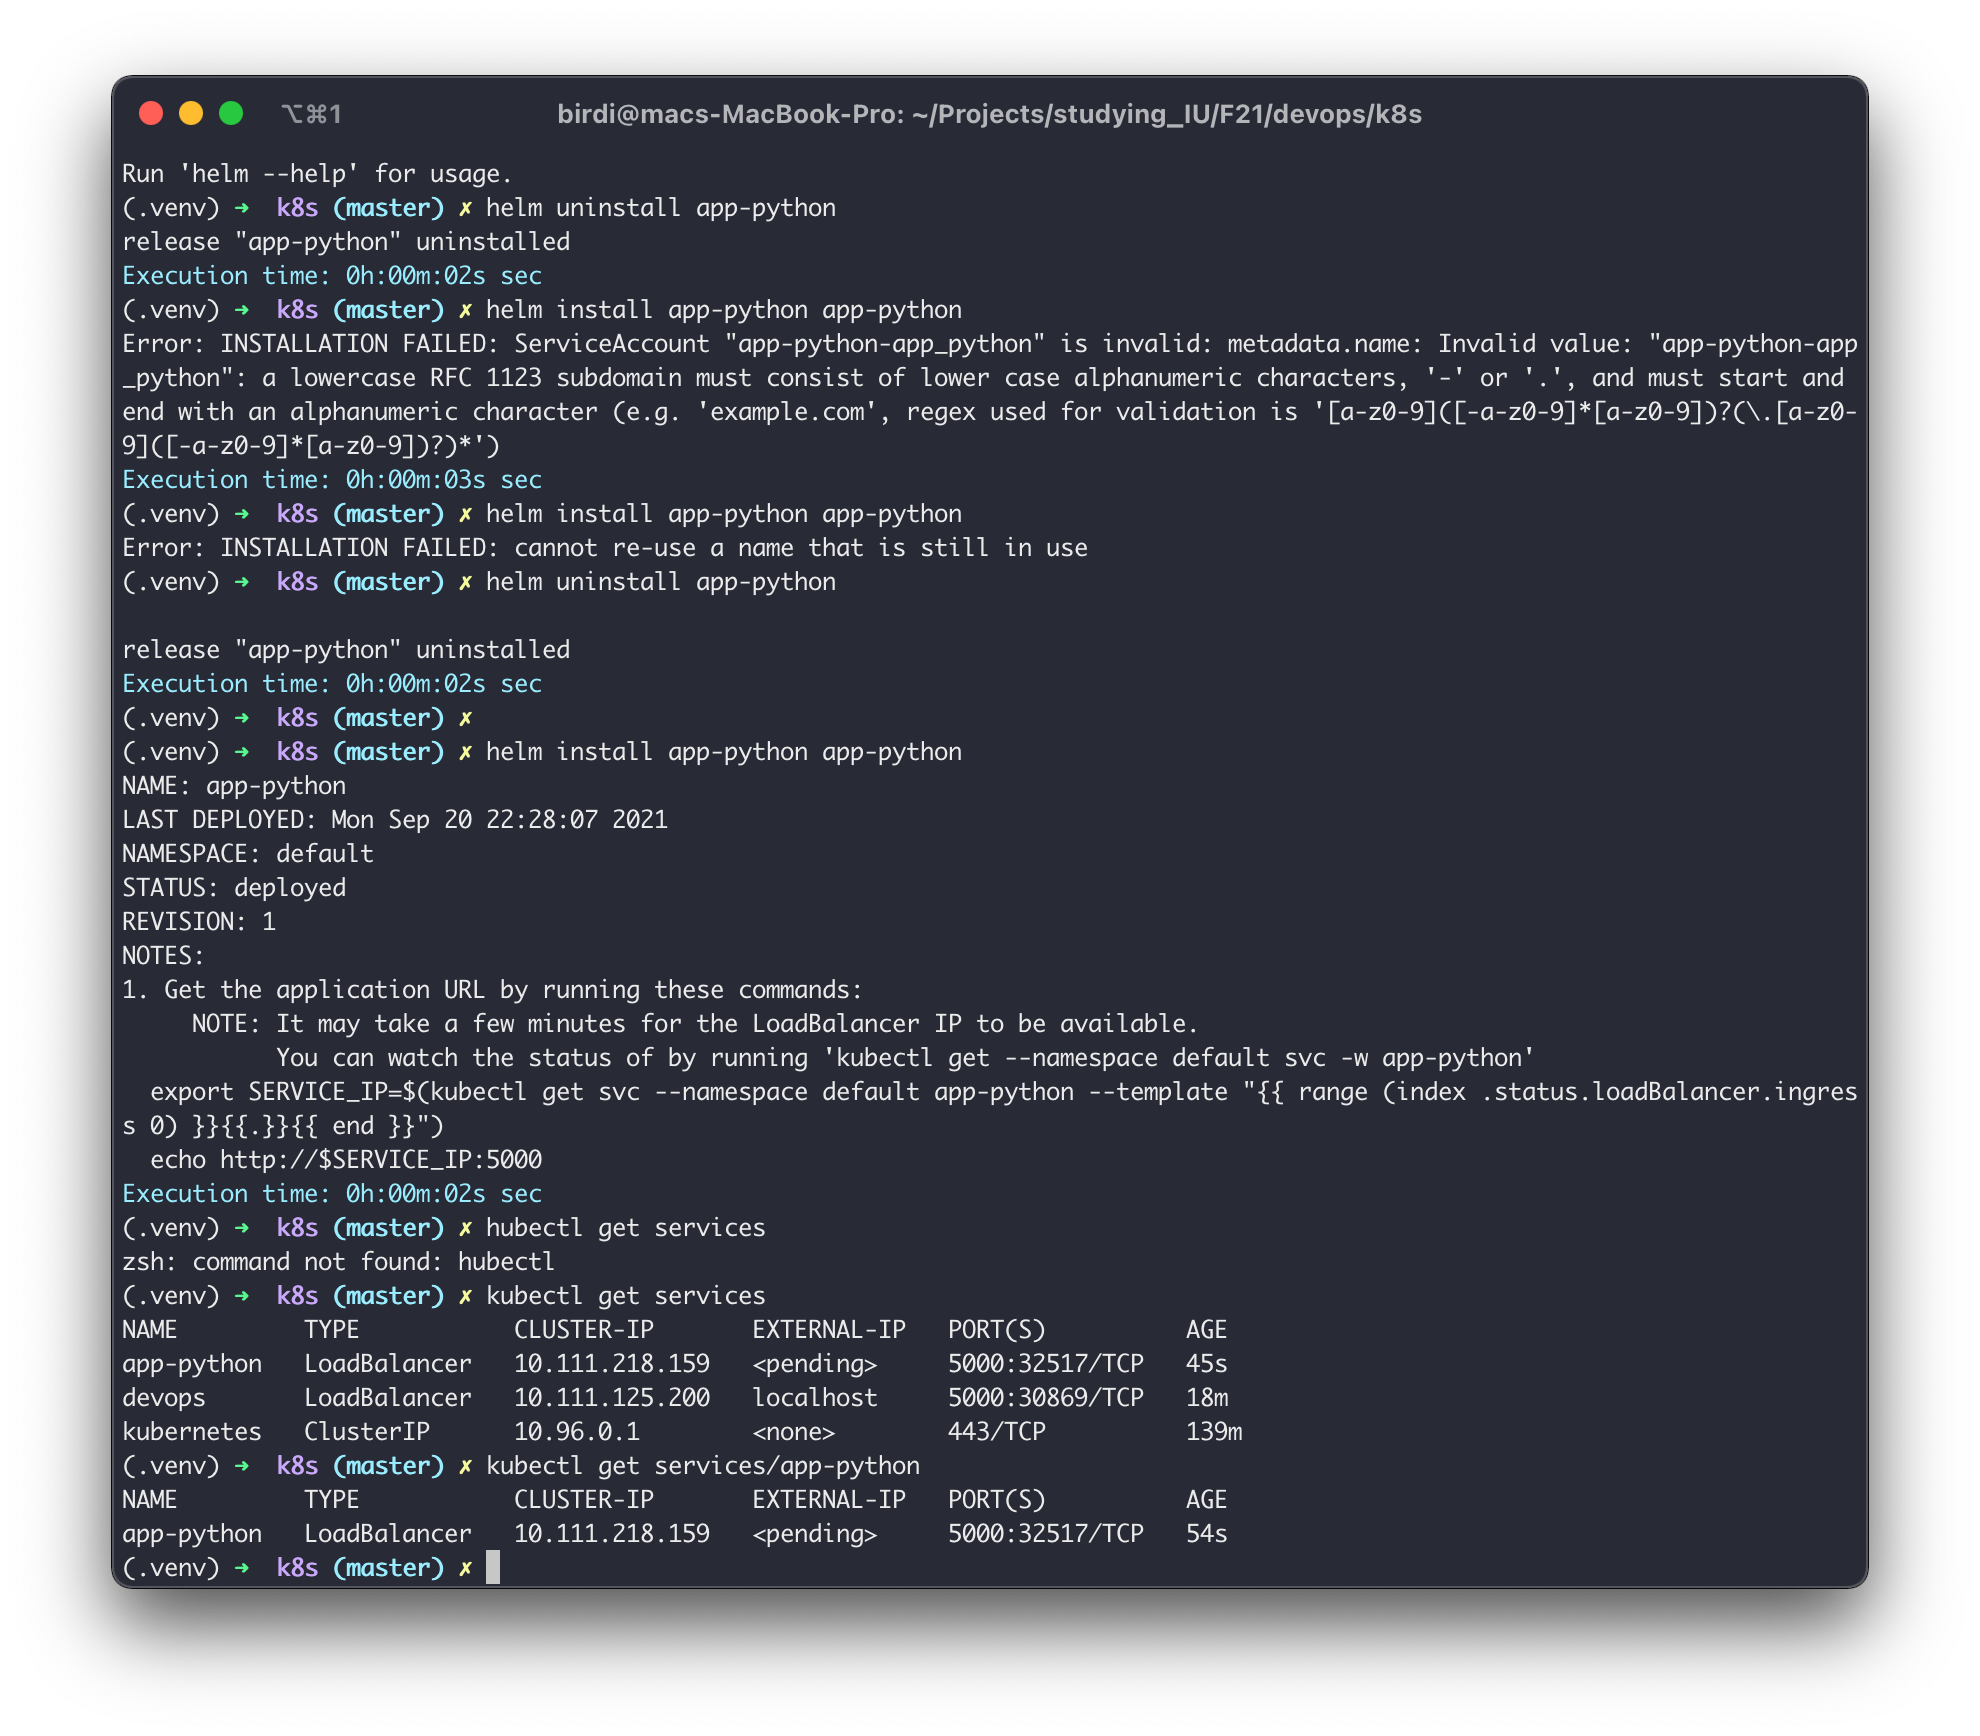 ⌥⌘1 birdi@macs-MacBook-Pro: ~/Projects/studying_IU/F21/devops/k8s
Run 'helm --help' for usage.
(.venv) ➜  k8s (master) ✗ helm uninstall app-python
release "app-python" uninstalled
Execution time: 0h:00m:02s sec
(.venv) ➜  k8s (master) ✗ helm install app-python app-python
Error: INSTALLATION FAILED: ServiceAccount "app-python-app_python" is invalid: metadata.name: Invalid value: "app-python-app
_python": a lowercase RFC 1123 subdomain must consist of lower case alphanumeric characters, '-' or '.', and must start and
end with an alphanumeric character (e.g. 'example.com', regex used for validation is '[a-z0-9]([-a-z0-9]*[a-z0-9])?(\.[a-z0-
9]([-a-z0-9]*[a-z0-9])?)*')
Execution time: 0h:00m:03s sec
(.venv) ➜  k8s (master) ✗ helm install app-python app-python
Error: INSTALLATION FAILED: cannot re-use a name that is still in use
(.venv) ➜  k8s (master) ✗ helm uninstall app-python
release "app-python" uninstalled
Execution time: 0h:00m:02s sec
(.venv) ➜  k8s (master) ✗
(.venv) ➜  k8s (master) ✗ helm install app-python app-python
NAME: app-python
LAST DEPLOYED: Mon Sep 20 22:28:07 2021
NAMESPACE: default
STATUS: deployed
REVISION: 1
NOTES:
1. Get the application URL by running these commands:
     NOTE: It may take a few minutes for the LoadBalancer IP to be available.
           You can watch the status of by running 'kubectl get --namespace default svc -w app-python'
  export SERVICE_IP=$(kubectl get svc --namespace default app-python --template "{{ range (index .status.loadBalancer.ingres
s 0) }}{{.}}{{ end }}")
  echo http://$SERVICE_IP:5000
Execution time: 0h:00m:02s sec
(.venv) ➜  k8s (master) ✗ hubectl get services
zsh: command not found: hubectl
(.venv) ➜  k8s (master) ✗ kubectl get services
NAME         TYPE           CLUSTER-IP       EXTERNAL-IP   PORT(S)          AGE
app-python   LoadBalancer   10.111.218.159   <pending>     5000:32517/TCP   45s
devops       LoadBalancer   10.111.125.200   localhost     5000:30869/TCP   18m
kubernetes   ClusterIP      10.96.0.1        <none>        443/TCP          139m
(.venv) ➜  k8s (master) ✗ kubectl get services/app-python
NAME         TYPE           CLUSTER-IP       EXTERNAL-IP   PORT(S)          AGE
app-python   LoadBalancer   10.111.218.159   <pending>     5000:32517/TCP   54s
(.venv) ➜  k8s (master) ✗